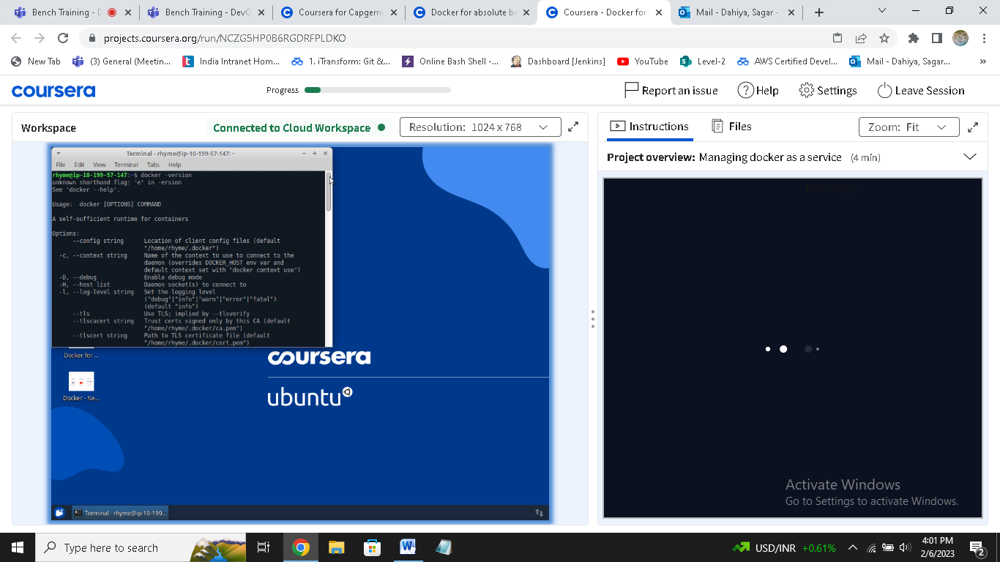 Bench Training - D
Bench Training - DevO
Coursera for Capgemi
Docker for absolute be
Coursera - Docker for
Mail - Dahiya, Sagar -
projects.coursera.org/run/NCZG5HP0B6RGDRFPLDKO
New Tab
(3) General (Meetin...
India Intranet Hom...
1. iTransform: Git &...
Online Bash Shell -...
Dashboard [Jenkins]
YouTube
Level-2
AWS Certified Devel...
Mail - Dahiya, Sagar...
»
coursera
Progress
Report an issue
Help
Settings
Leave Session
Workspace
Connected to Cloud Workspace
Resolution: 1024 x 768
Instructions
Files
Zoom: Fit
Project overview: Managing docker as a service (4 min)
Buffering...
Terminal - rhyme@ip-10-199-57-147: ~
File Edit View Terminal Tabs Help
rhyme@ip-10-199-57-147:~$ docker -version
unknown shorthand flag: 'e' in -ersion
See 'docker --help'.
Usage:  docker [OPTIONS] COMMAND
A self-sufficient runtime for containers
Options:
--config string Location of client config files (default
"/home/rhyme/.docker")
-c, --context string Name of the context to use to connect to the
daemon (overrides DOCKER_HOST env var and
default context set with "docker context use")
-D, --debug Enable debug mode
-H, --host list Daemon socket(s) to connect to
-l, --log-level string Set the logging level
("debug"|"info"|"warn"|"error"|"fatal")
(default "info")
--tls Use TLS; implied by --tlsverify
--tlscacert string Trust certs signed only by this CA (default
"/home/rhyme/.docker/ca.pem")
--tlscert string Path to TLS certificate file (default
"/home/rhyme/.docker/cert.pem")
Docker for ...
Docker - Ne...
coursera
ubuntu
Terminal - rhyme@ip-10-199...
Activate Windows
Go to Settings to activate Windows.
Type here to search
USD/INR +0.61%
4:01 PM
2/6/2023
2